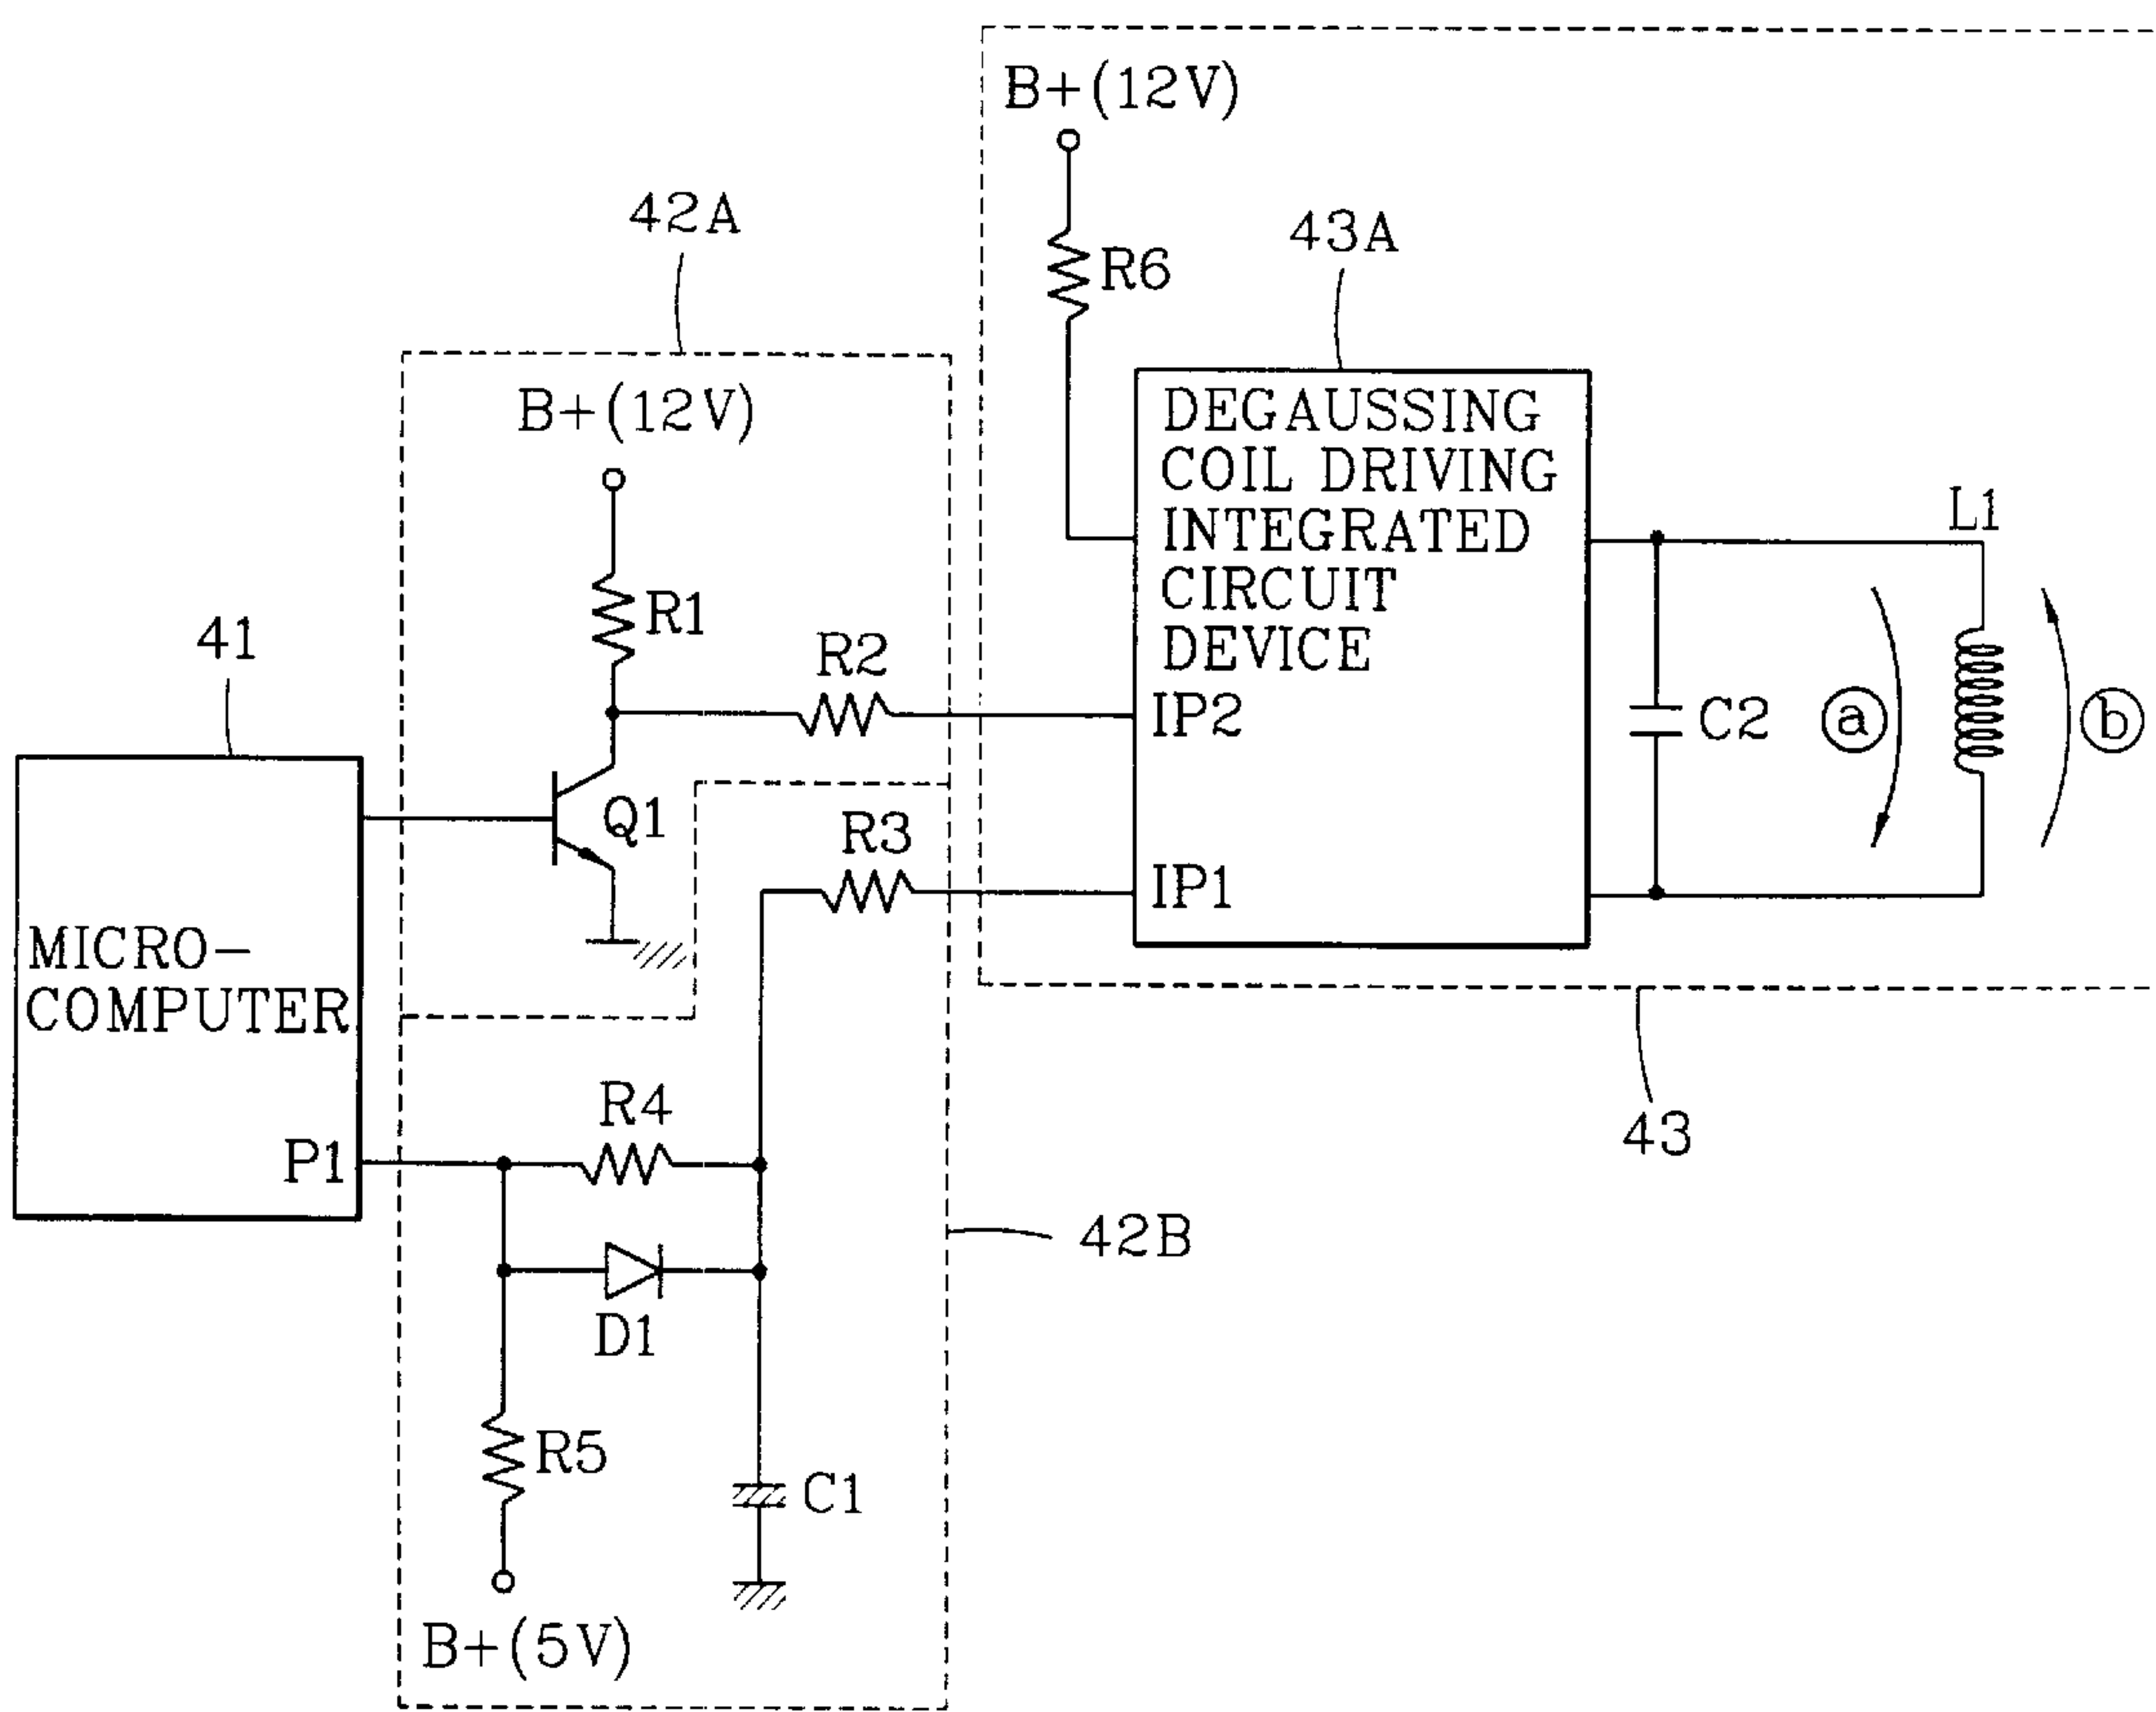 B+(12V)
42A
43A
R6
B+(12V)
DEGAUSSING
COIL DRIVING
INTEGRATED
CIRCUIT
DEVICE
L1
R1
41
R2
IP2
C2
a
b
Q1
R3
IP1
MICRO-
COMPUTER
R4
43
P1
42B
D1
R5
C1
B+(5V)